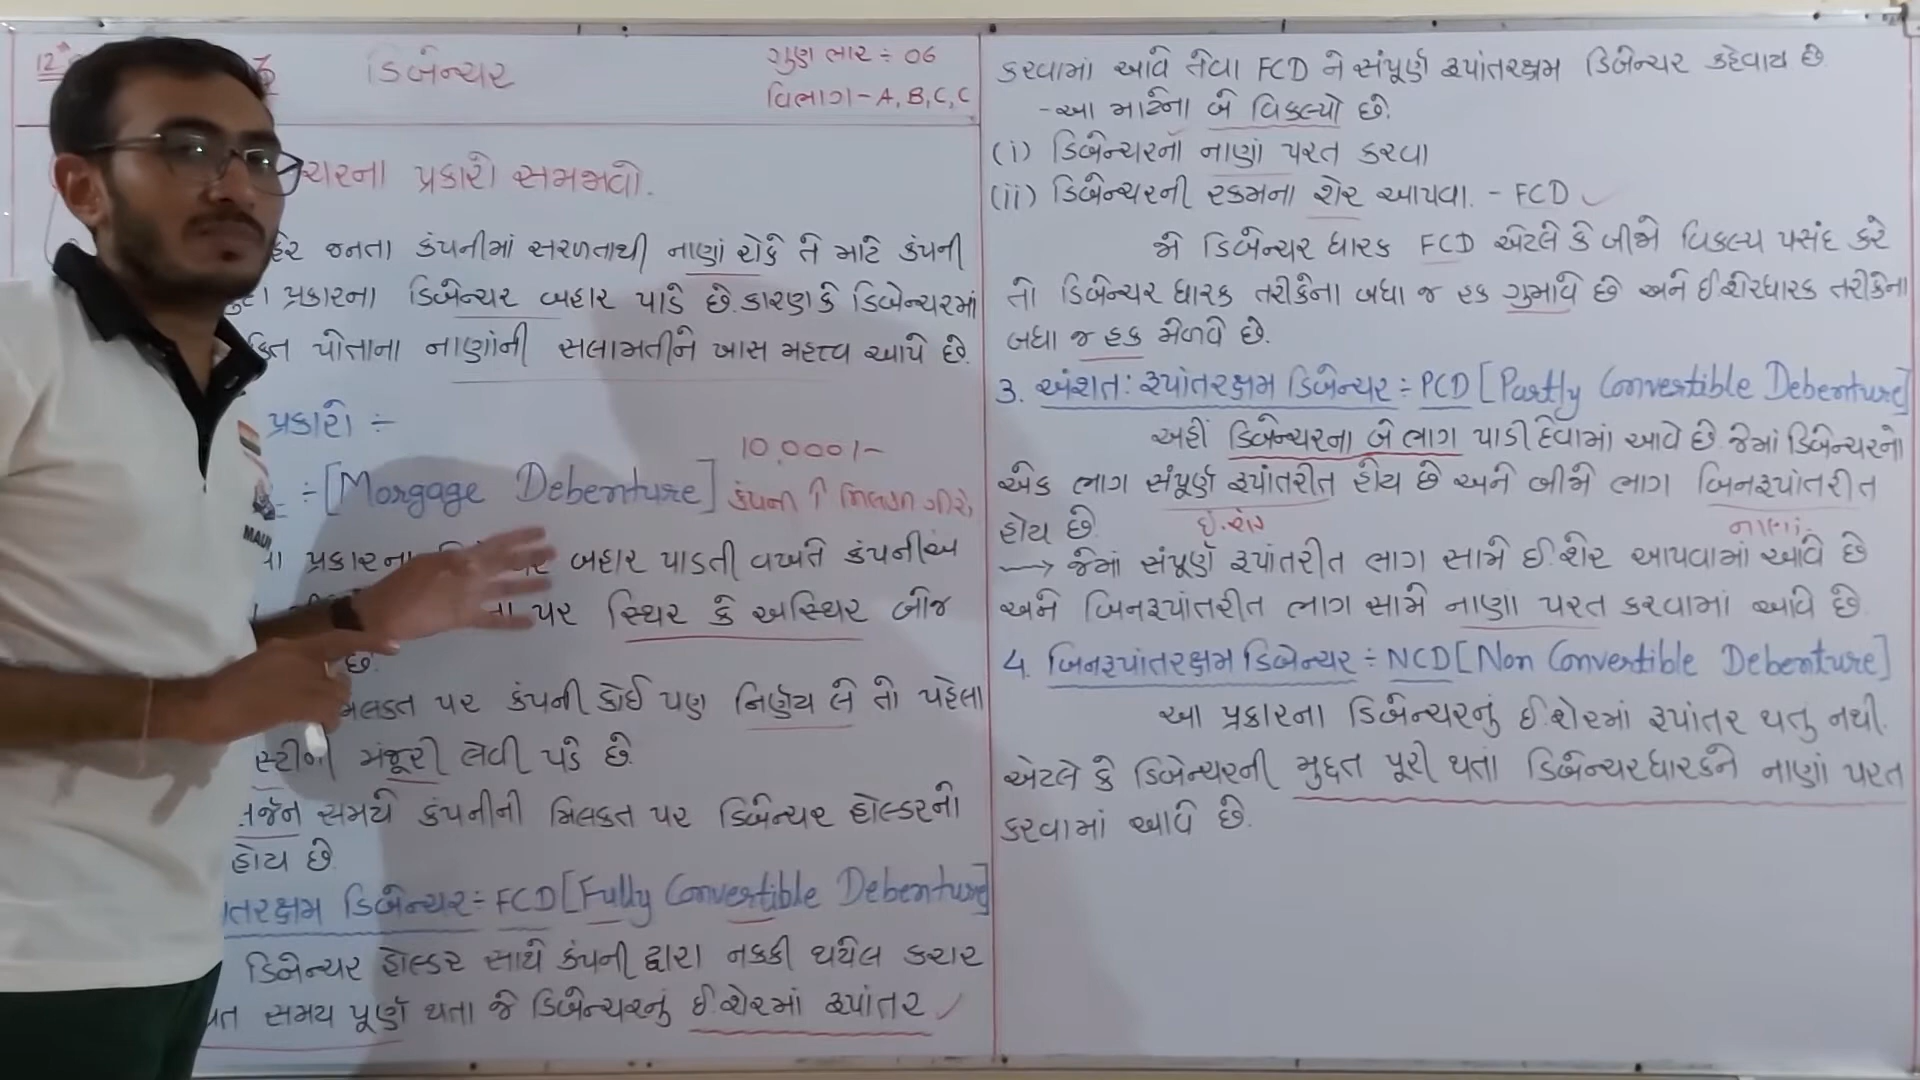 12
ડિબેન્ચર
ગુણ ભાર ÷ 06
વિભાગ - A, B, C, C
ચરના પ્રકારો સમજાવો.
હેર જનતા કંપનીમાં સરળતાથી નાણાં રોકે તે માટે કંપની
પ્રકારના ડિબેન્ચર બહાર પાડે છે. કારણ કે ડિબેન્ચરમાં
પોતાના નાણાંની સલામતીને ખાસ મહત્ત્વ આપે છે.
પ્રકારો ÷
10,000/-
÷ [Morgage Debenture] કંપની મિલકત ગીરો
પ્રકારના બહાર પાડતી વખતે કંપનીએ
પર સ્થિર કે અસ્થિર બોજ
છે.
મિલકત પર કંપની કોઈ પણ નિર્ણય લે તો પહેલા
સ્ટીની મંજૂરી લેવી પડે છે.
ર્જન સમયે કંપનીની મિલકત પર ડિબેન્ચર હોલ્ડરનો
હોય છે.
તરક્ષમ ડિબેન્ચર ÷ FCD [Fully Convertible Debenture]
ડિબેન્ચર હોલ્ડર સાથે કંપની દ્વારા નક્કી થયેલ કરાર
સમય પૂર્ણ થતા જે ડિબેન્ચરનું ઈ.શેરમાં રૂપાંતર
કરવામાં આવે તેવા FCD ને સંપૂર્ણ રૂપાંતરક્ષમ ડિબેન્ચર કહેવાય છે.
- આ માટેના બે વિકલ્પો છે.
(i) ડિબેન્ચરનાં નાણાં પરત કરવા
(ii) ડિબેન્ચરની રકમના શેર આપવા. - FCD
જો ડિબેન્ચર ધારક FCD એટલે કે બીજો વિકલ્પ પસંદ કરે
તો ડિબેન્ચર ધારક તરીકેના બધા જ હક ગુમાવે છે અને ઈ.શેરધારક તરીકેના
બધા જ હક મેળવે છે.
3. અંશતઃ રૂપાંતરક્ષમ ડિબેન્ચર ÷ PCD [Partly Convertible Debenture]
અહીં ડિબેન્ચરના બે ભાગ પાડી દેવામાં આવે છે. જેમાં ડિબેન્ચરનો
એક ભાગ સંપૂર્ણ રૂપાંતરીત હોય છે અને બીજો ભાગ બિનરૂપાંતરીત
હોય છે. ઈ.શેર નાણાં.
→ જેમાં સંપૂર્ણ રૂપાંતરીત ભાગ સામે ઈ.શેર આપવામાં આવે છે
અને બિનરૂપાંતરીત ભાગ સામે નાણાં પરત કરવામાં આવે છે.
4. બિનરૂપાંતરક્ષમ ડિબેન્ચર ÷ NCD [Non Convertible Debenture]
આ પ્રકારના ડિબેન્ચરનું ઈ.શેરમાં રૂપાંતર થતુ નથી.
એટલે કે ડિબેન્ચરની મુદ્દત પૂરી થતાં ડિબેન્ચરધારકને નાણાં પરત
કરવામાં આવે છે.